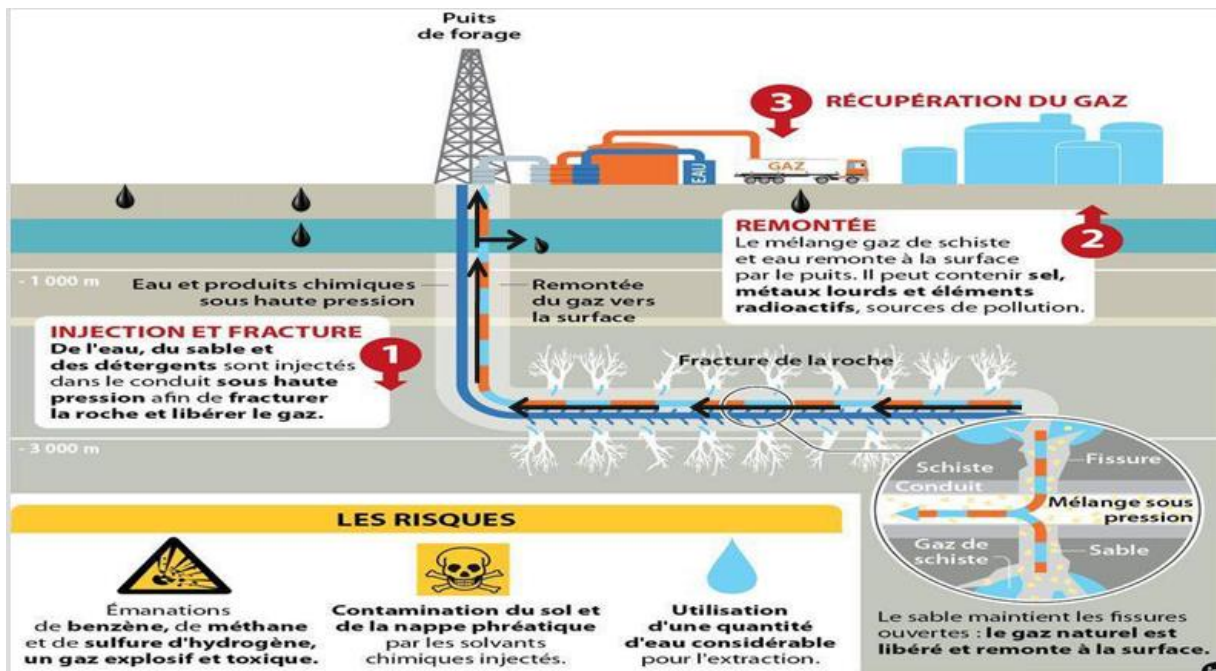 Puits
de forage
3 RÉCUPÉRATION DU GAZ
GAZ
EAU
REMONTÉE
Le mélange gaz de schiste
et eau remonte à la surface
par le puits. Il peut contenir sel,
métaux lourds et éléments
radioactifs, sources de pollution.
2
- 1 000 m
Eau et produits chimiques
sous haute pression
Remontée
du gaz vers
la surface
INJECTION ET FRACTURE
De l'eau, du sable et
des détergents sont injectés
dans le conduit sous haute
pression afin de fracturer
la roche et libérer le gaz.
1
Fracture de la roche
- 3 000 m
Schiste
Fissure
Conduit
Mélange sous
pression
Gaz de
schiste
Sable
Le sable maintient les fissures
ouvertes : le gaz naturel est
libéré et remonte à la surface.
LES RISQUES
Émanations
de benzène, de méthane
et de sulfure d'hydrogène,
un gaz explosif et toxique.
Contamination du sol et
de la nappe phréatique
par les solvants
chimiques injectés.
Utilisation
d'une quantité
d'eau considérable
pour l'extraction.